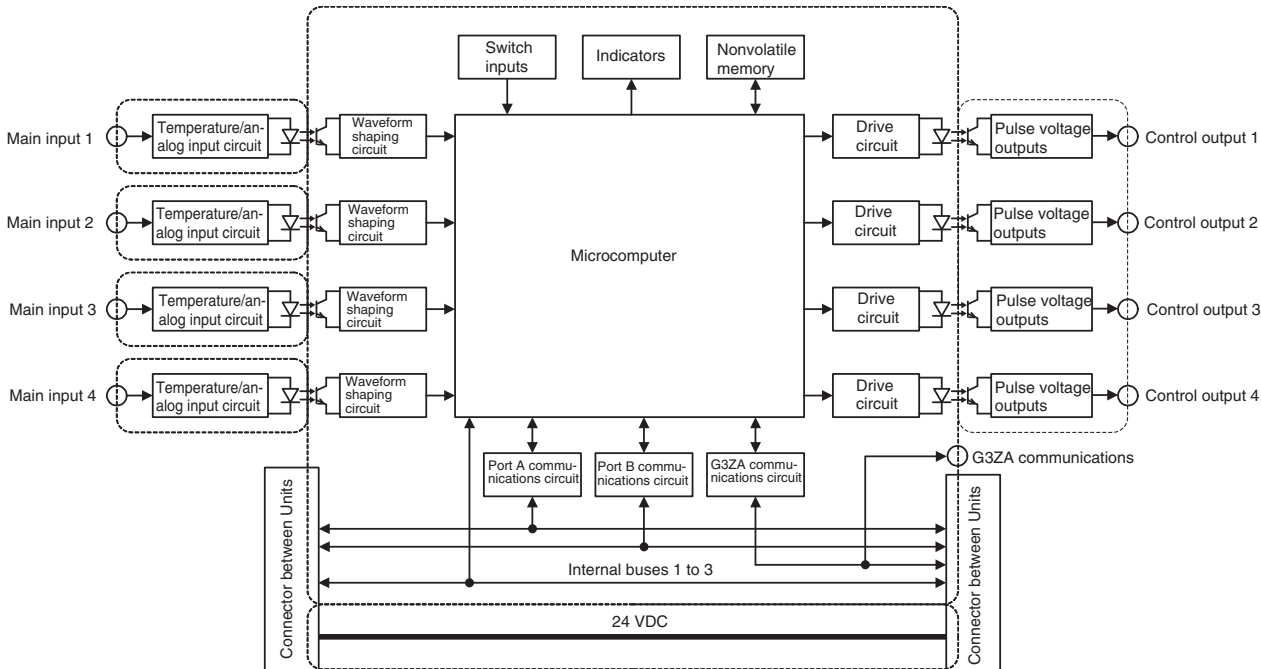 Switch
inputs
Indicators
Nonvolatile
memory
Main input 1
Temperature/an-
alog input circuit
Waveform
shaping
circuit
Drive
circuit
Pulse voltage
outputs
Control output 1
Main input 2
Temperature/an-
alog input circuit
Waveform
shaping
circuit
Drive
circuit
Pulse voltage
outputs
Control output 2
Microcomputer
Main input 3
Temperature/an-
alog input circuit
Waveform
shaping
circuit
Drive
circuit
Pulse voltage
outputs
Control output 3
Main input 4
Temperature/an-
alog input circuit
Waveform
shaping
circuit
Drive
circuit
Pulse voltage
outputs
Control output 4
Port A commu-
nications circuit
Port B commu-
nications circuit
G3ZA commu-
nications circuit
G3ZA communications
Connector between Units
Internal buses 1 to 3
Connector between Units
24 VDC